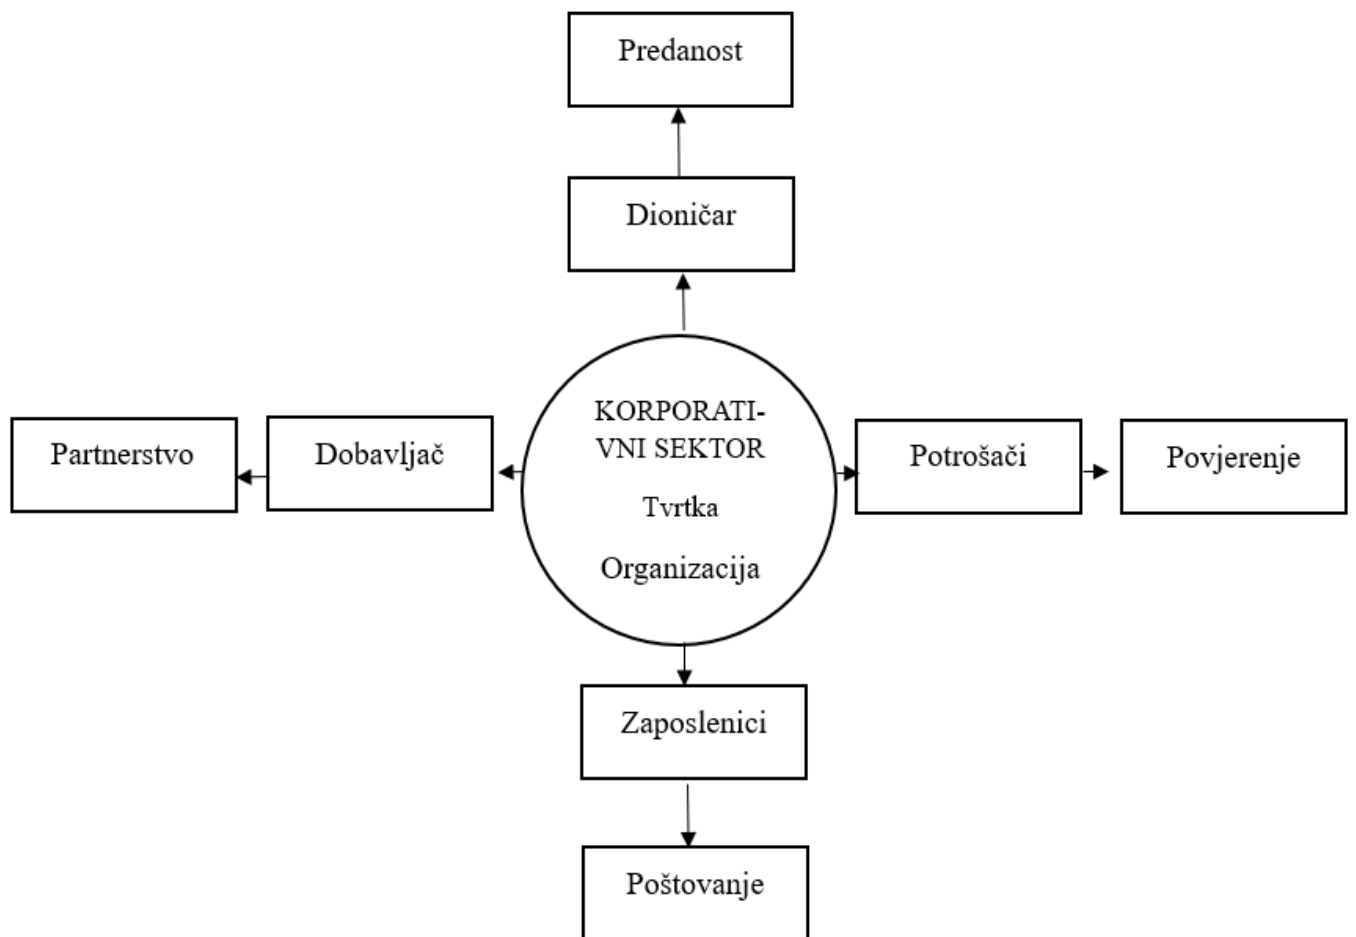 Predanost
Dioničar
Partnerstvo
Dobavljač
KORPORATI-
VNI SEKTOR
Tvrtka
Organizacija
Potrošači
Povjerenje
Zaposlenici
Poštovanje